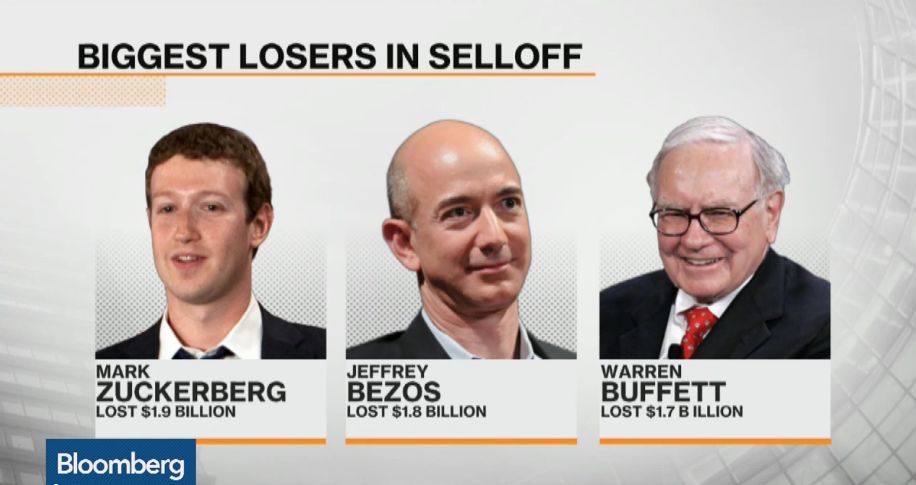 BIGGEST LOSERS IN SELLOFF
MARK
ZUCKERBERG
LOST $1.9 BILLION
JEFFREY
BEZOS
LOST $1.8 BILLION
WARREN
BUFFETT
LOST $1.7 B ILLION
Bloomberg